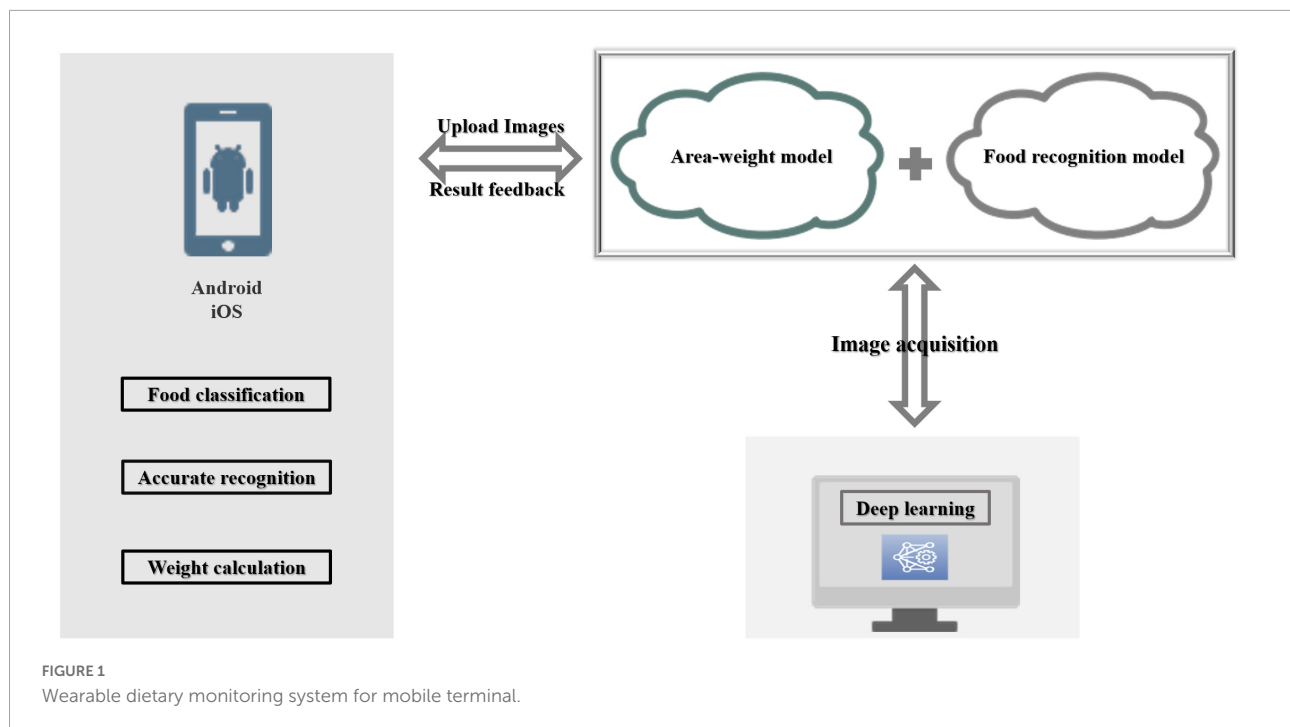 Android
iOS
Food classification
Accurate recognition
Weight calculation
Upload Images
Result feedback
Area-weight model
Food recognition model
Image acquisition
Deep learning
FIGURE 1
Wearable dietary monitoring system for mobile terminal.